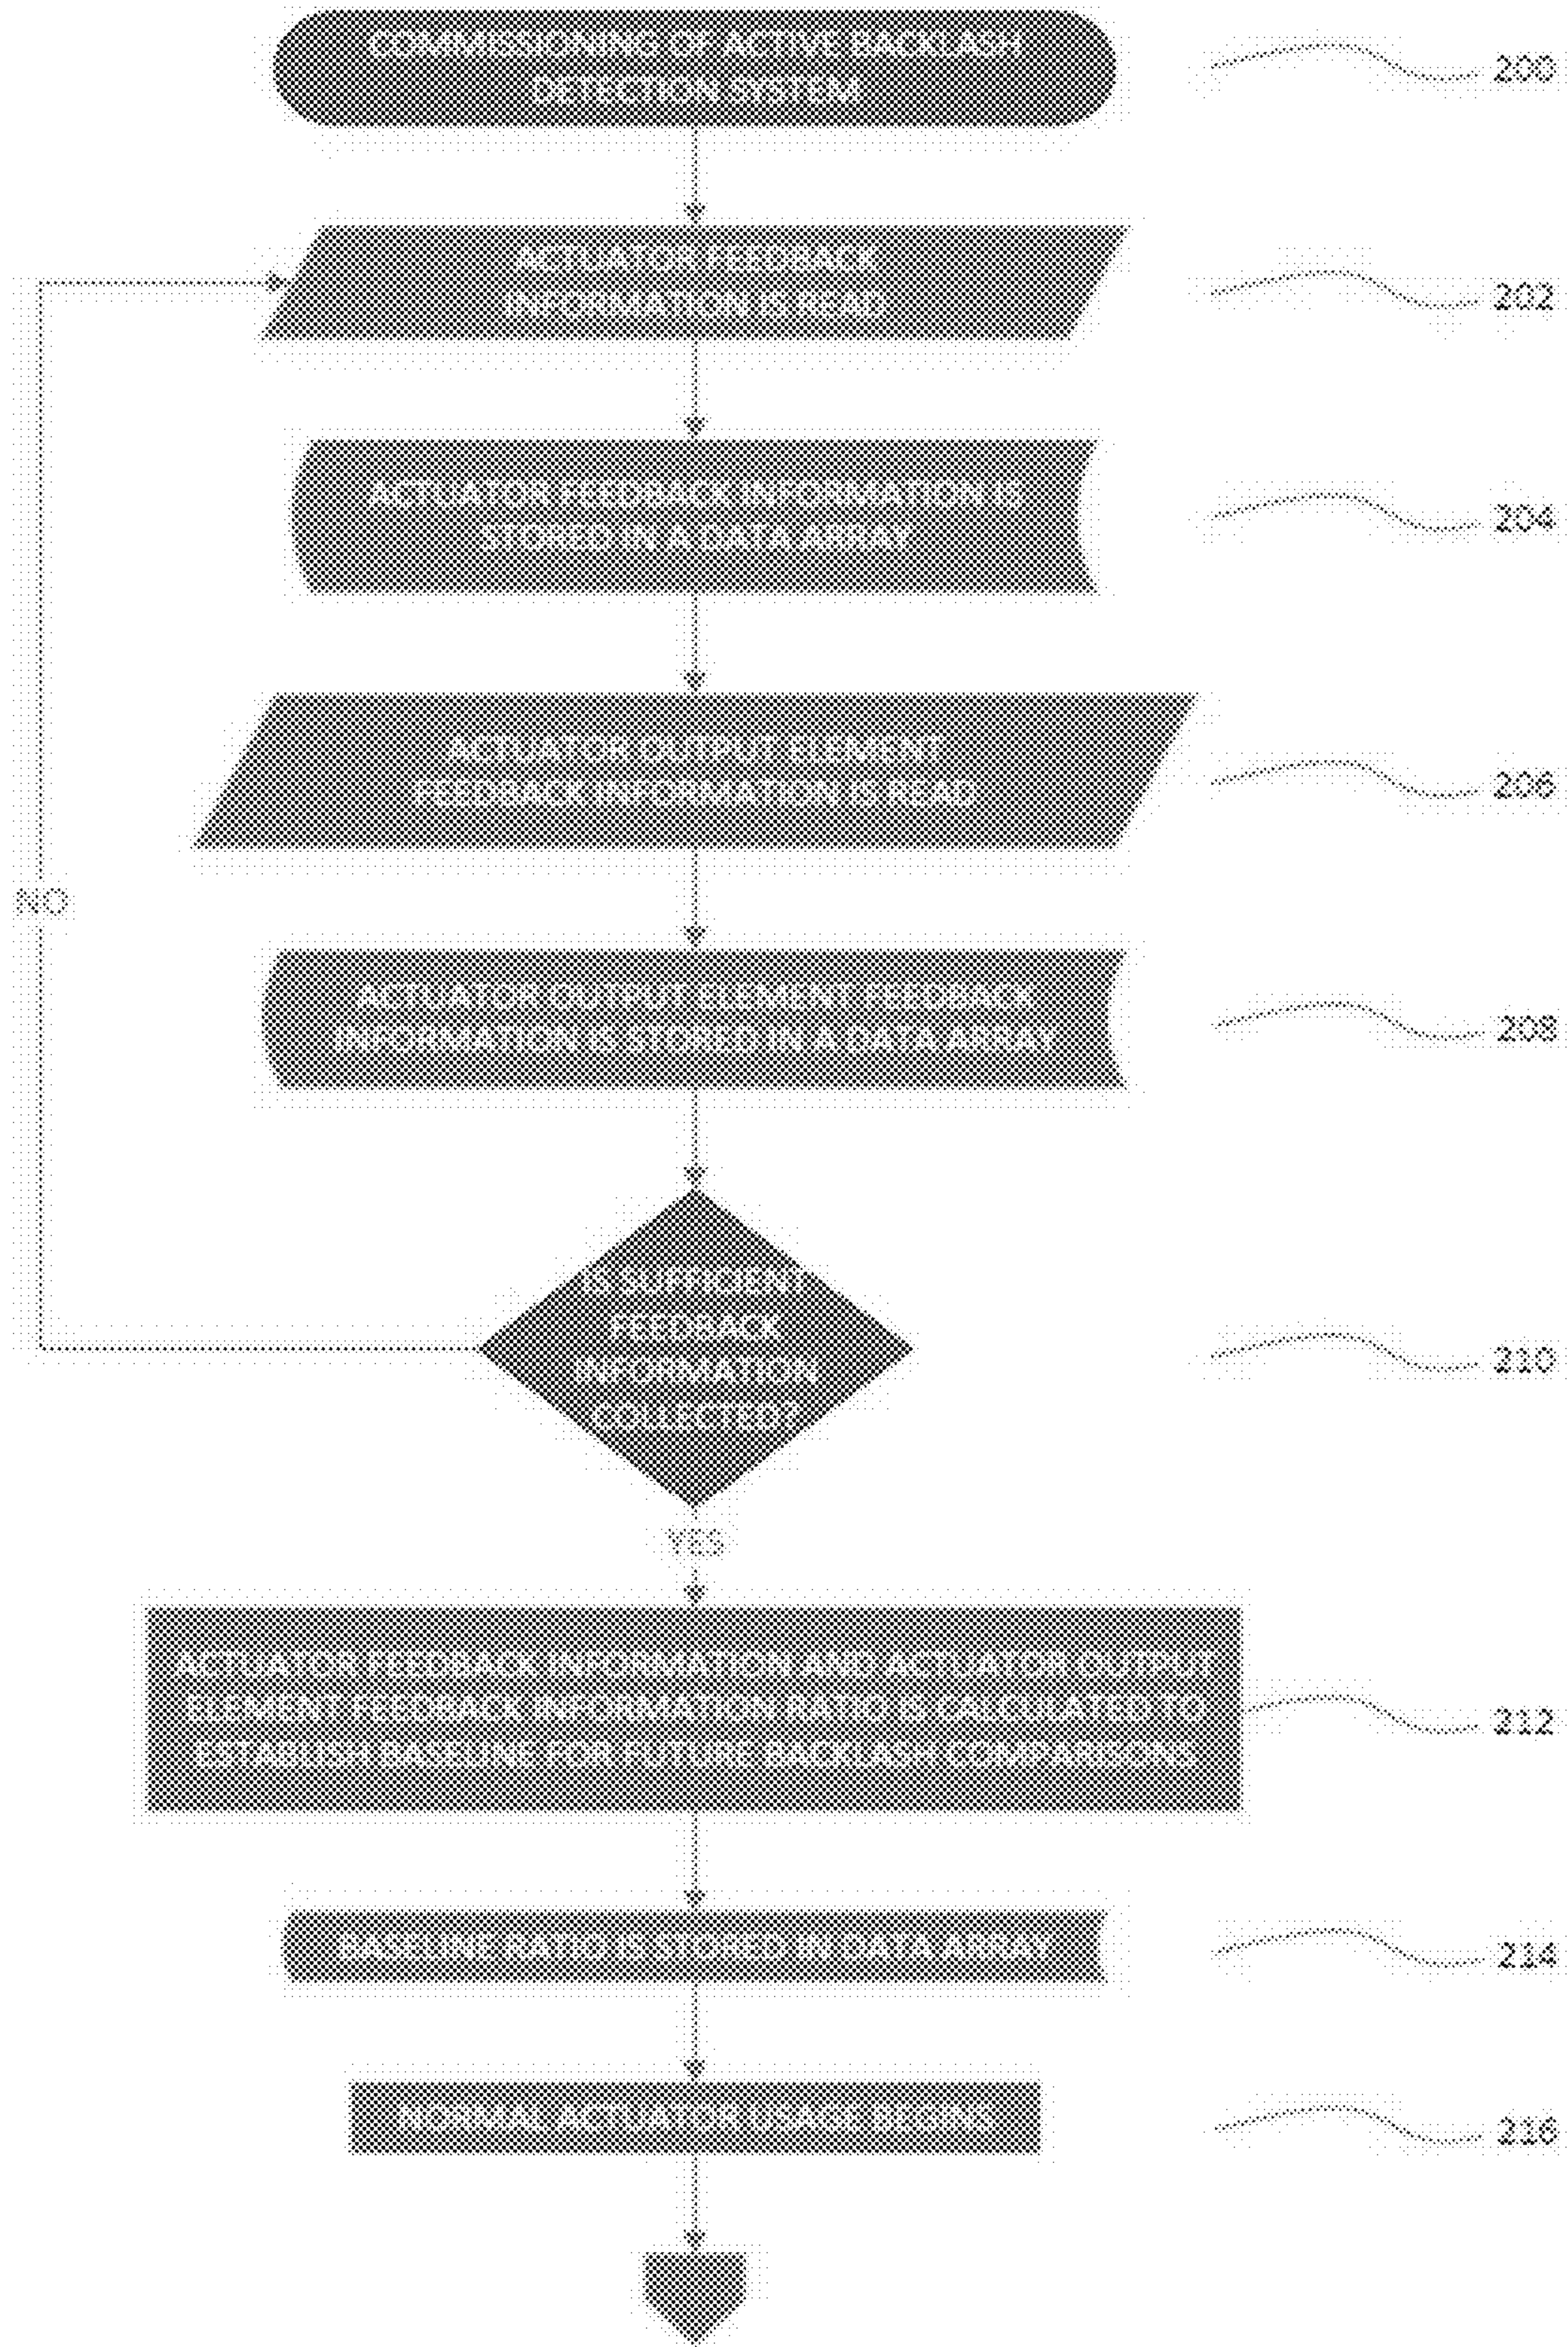 COMMISSIONING OF ACTIVE BACKLASH
DETECTION SYSTEM
200
ACTUATOR FEEDBACK
INFORMATION IS READ
202
ACTUATOR FEEDBACK INFORMATION IS
STORED IN A DATA ARRAY
204
ACTUATOR OUTPUT ELEMENT
FEEDBACK INFORMATION IS READ
206
NO
ACTUATOR OUTPUT ELEMENT FEEDBACK
INFORMATION IS STORED IN A DATA ARRAY
208
SUFFICIENT
FEEDBACK
INFORMATION
COLLECTED?
210
YES
ACTUATOR FEEDBACK INFORMATION AND ACTUATOR OUTPUT
ELEMENT FEEDBACK INFORMATION RATIO IS CALCULATED TO
ESTABLISH BASELINE FOR FUTURE BACKLASH COMPARISON
212
BASELINE RATIO IS STORED IN DATA ARRAY
214
NORMAL ACTUATOR USAGE BEGINS
216